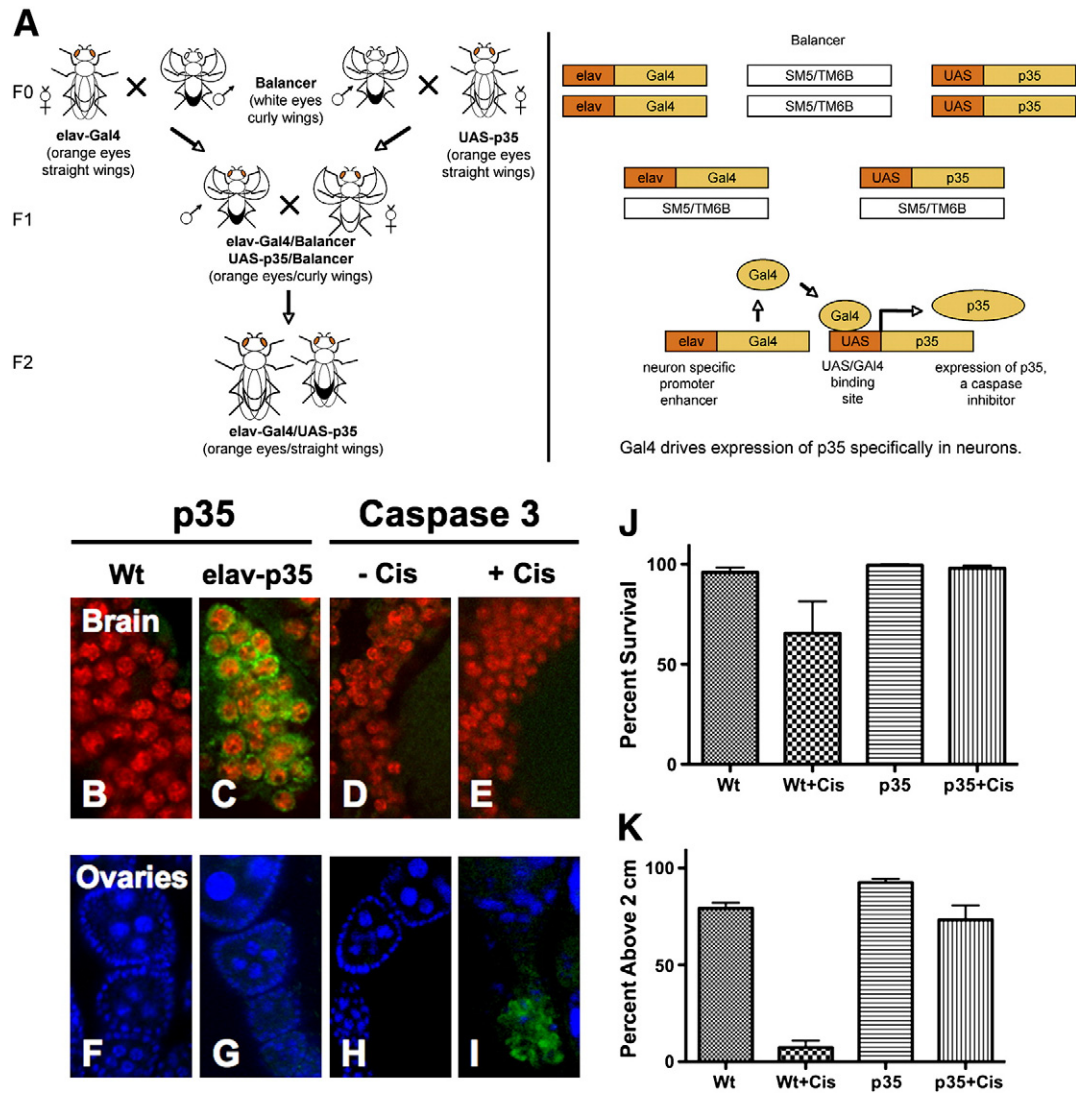 A
F0
Balancer
(white eyes
curly wings)
elav-Gal4
(orange eyes
straight wings)
UAS-p35
(orange eyes
straight wings)
F1
elav-Gal4/Balancer
UAS-p35/Balancer
(orange eyes/curly wings)
F2
elav-Gal4/UAS-p35
(orange eyes/straight wings)
Balancer
elav Gal4 SM5/TM6B UAS p35
elav Gal4 SM5/TM6B UAS p35
elav Gal4 UAS p35
SM5/TM6B SM5/TM6B
Gal4
Gal4
p35
elav Gal4 UAS p35
neuron specific
promoter
enhancer
UAS/GAl4
binding
site
expression of p35,
a caspase
inhibitor
Gal4 drives expression of p35 specifically in neurons.
p35 Caspase 3
Wt elav-p35 - Cis + Cis
Brain
B C D E
Ovaries
F G H I
J
Percent Survival
100
50
0
Wt Wt+Cis p35 p35+Cis
K
Percent Above 2 cm
100
50
0
Wt Wt+Cis p35 p35+Cis